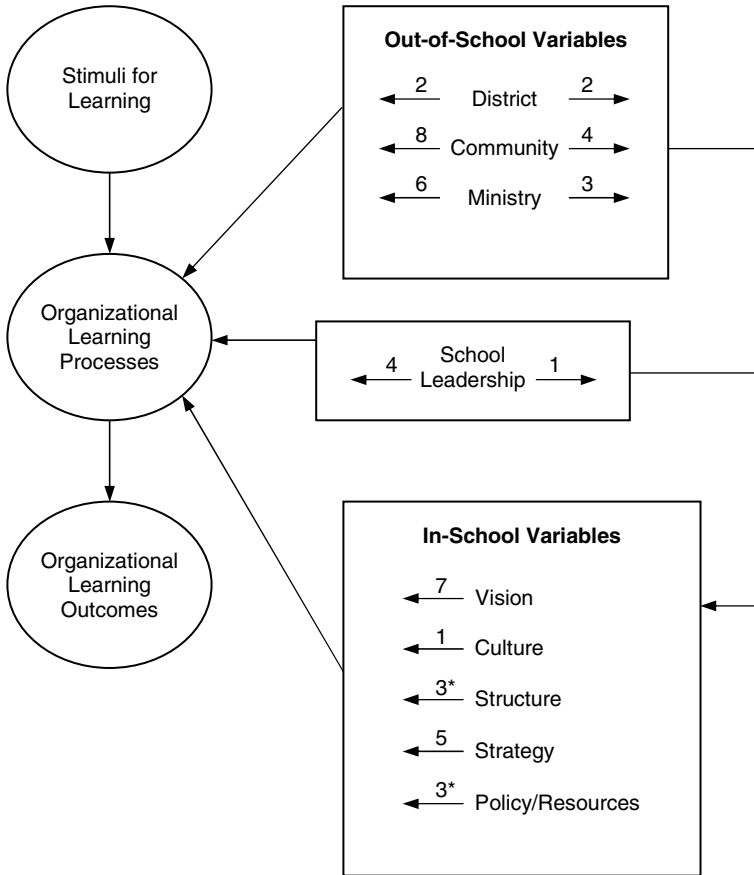 Stimuli for
Learning
Organizational
Learning
Processes
Organizational
Learning
Outcomes
Out-of-School Variables
2 District 2
8 Community 4
6 Ministry 3
School
4 Leadership 1
In-School Variables
7 Vision
1 Culture
3* Structure
5 Strategy
3* Policy/Resources